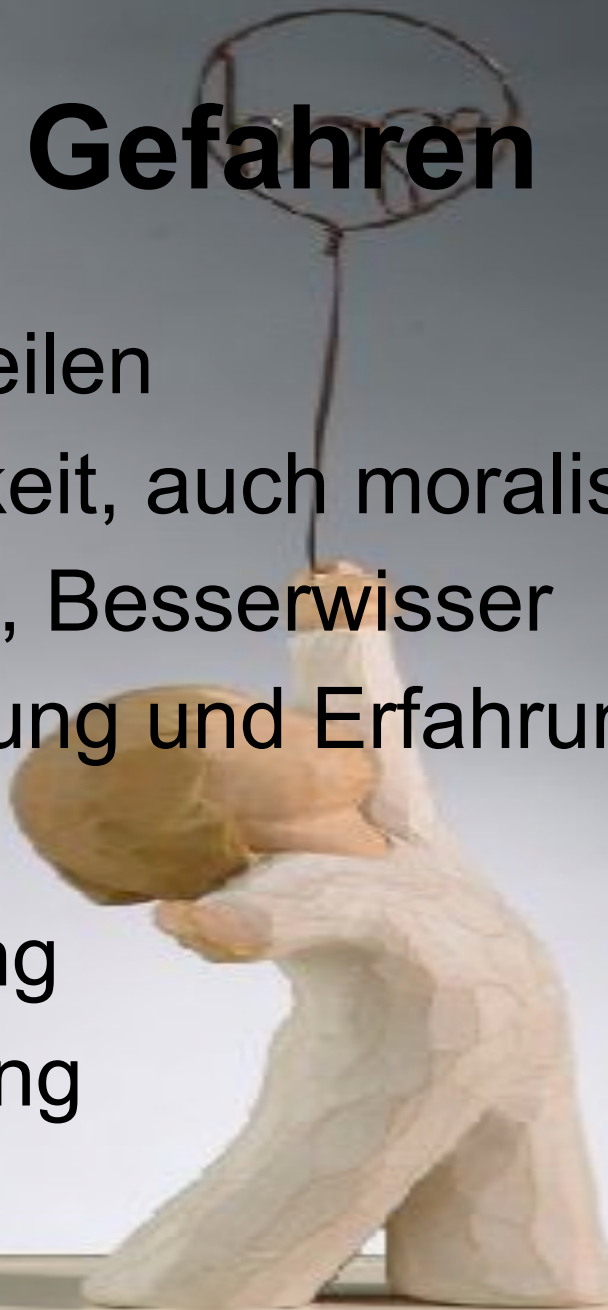 Gefahren
eilen
keit, auch moralis
, Besserwisser
ung und Erfahrun
ng
ng